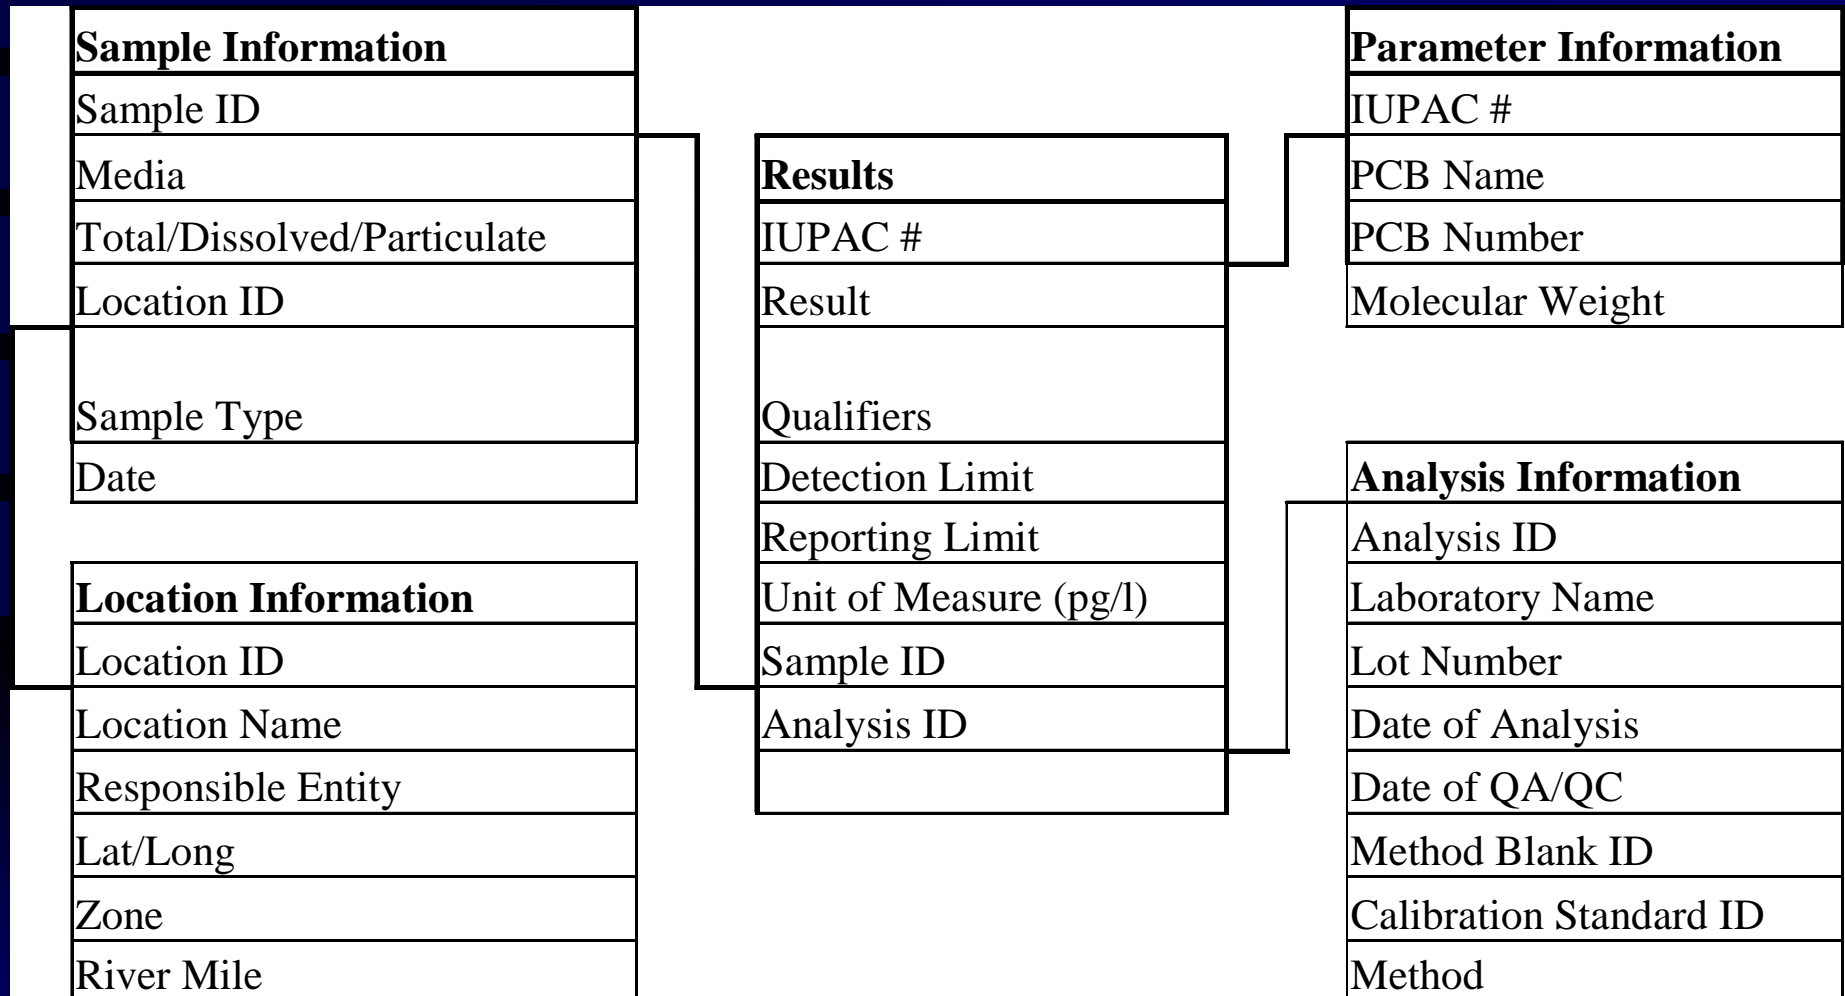 Sample Information
Sample ID
Media
Total/Dissolved/Particulate
Location ID
Sample Type
Date
Location Information
Location ID
Location Name
Responsible Entity
Lat/Long
Zone
River Mile
Results
IUPAC #
Result
Qualifiers
Detection Limit
Reporting Limit
Unit of Measure (pg/l)
Sample ID
Analysis ID
Parameter Information
IUPAC #
PCB Name
PCB Number
Molecular Weight
Analysis Information
Analysis ID
Laboratory Name
Lot Number
Date of Analysis
Date of QA/QC
Method Blank ID
Calibration Standard ID
Method